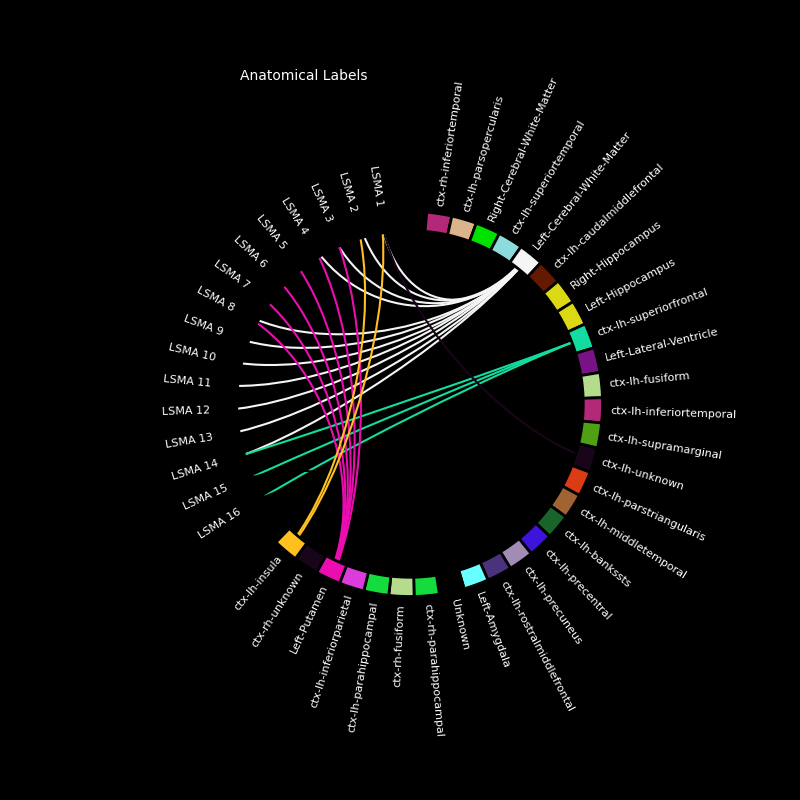 Anatomical Labels
LSMA 1
LSMA 2
LSMA 3
LSMA 4
LSMA 5
LSMA 6
LSMA 7
LSMA 8
LSMA 9
LSMA 10
LSMA 11
LSMA 12
LSMA 13
LSMA 14
LSMA 15
LSMA 16
ctx-rh-inferiortemporal
ctx-lh-parsopercularis
Right-Cerebral-White-Matter
ctx-lh-superiortemporal
Left-Cerebral-White-Matter
ctx-lh-caudalmiddlefrontal
Right-Hippocampus
Left-Hippocampus
ctx-lh-superiorfrontal
Left-Lateral-Ventricle
ctx-lh-fusiform
ctx-lh-inferiortemporal
ctx-lh-supramarginal
ctx-lh-unknown
ctx-lh-parstriangularis
ctx-lh-middletemporal
ctx-lh-bankssts
ctx-lh-precentral
ctx-lh-precuneus
ctx-lh-rostralmiddlefrontal
Left-Amygdala
Unknown
ctx-rh-parahippocampal
ctx-rh-fusiform
ctx-lh-parahippocampal
ctx-lh-inferiorparietal
Left-Putamen
ctx-rh-unknown
ctx-lh-insula